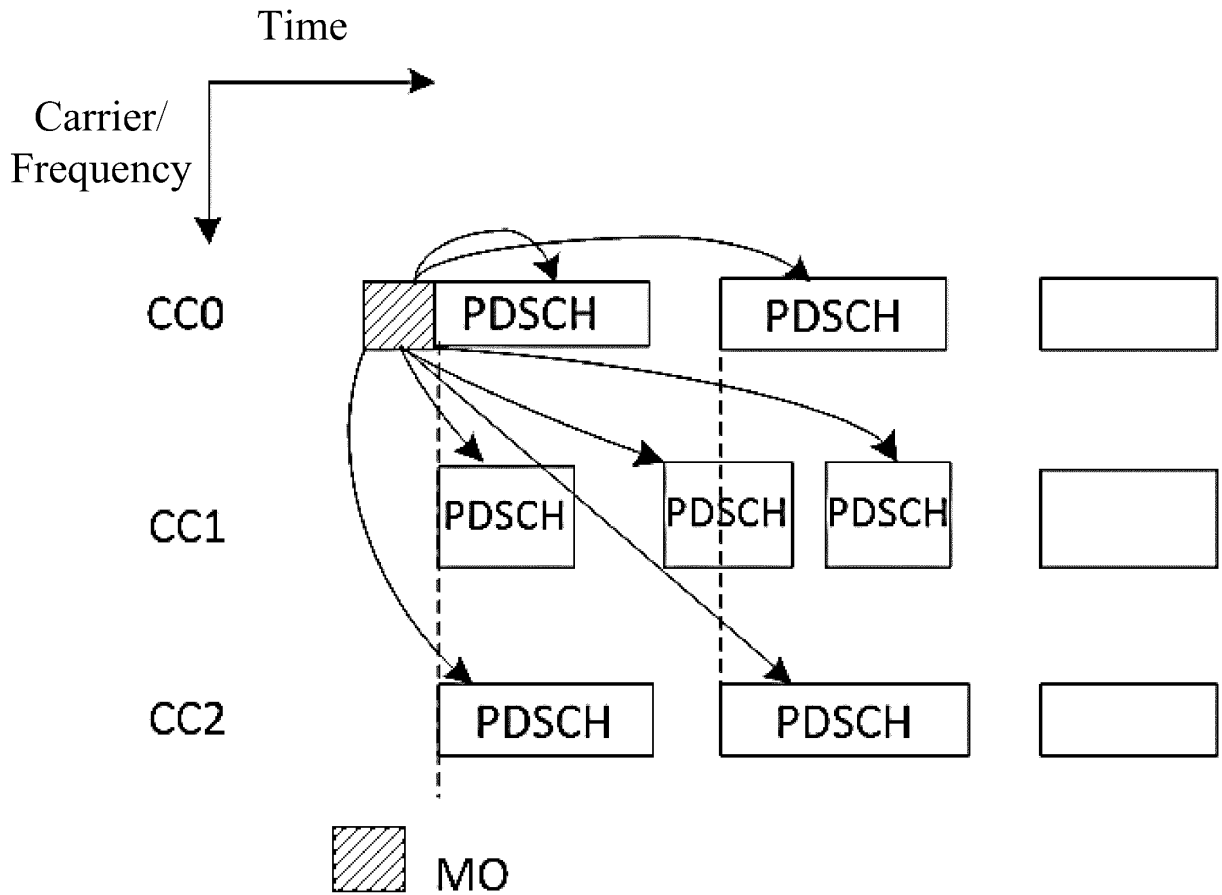 Time
Carrier/
Frequency
CC0 PDSCH PDSCH
CC1 PDSCH PDSCH PDSCH
CC2 PDSCH PDSCH
MO